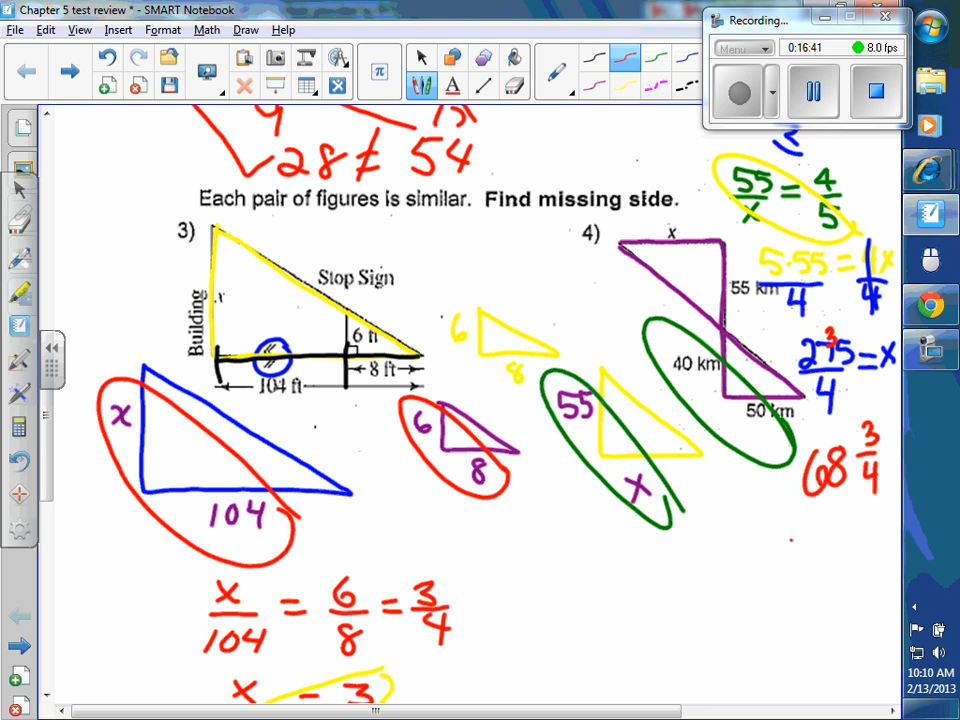 Chapter 5 test review * - SMART Notebook
File Edit View Insert Format Math Draw Help
Recording...
Menu
0:16:41
8.0 fps
28 ≠ 54
Each pair of figures is similar. Find missing side.
3)
Stop Sign
Building
x
6 ft
8 ft
104 ft
4)
x
55 km
40 km
50 km
55/x = 4/5
5·55/4 = 4x/4
275/4 = x
68 3/4
6
8
x
104
6
8
55
x
x/104 = 6/8 = 3/4
x = 3
10:10 AM
2/13/2013